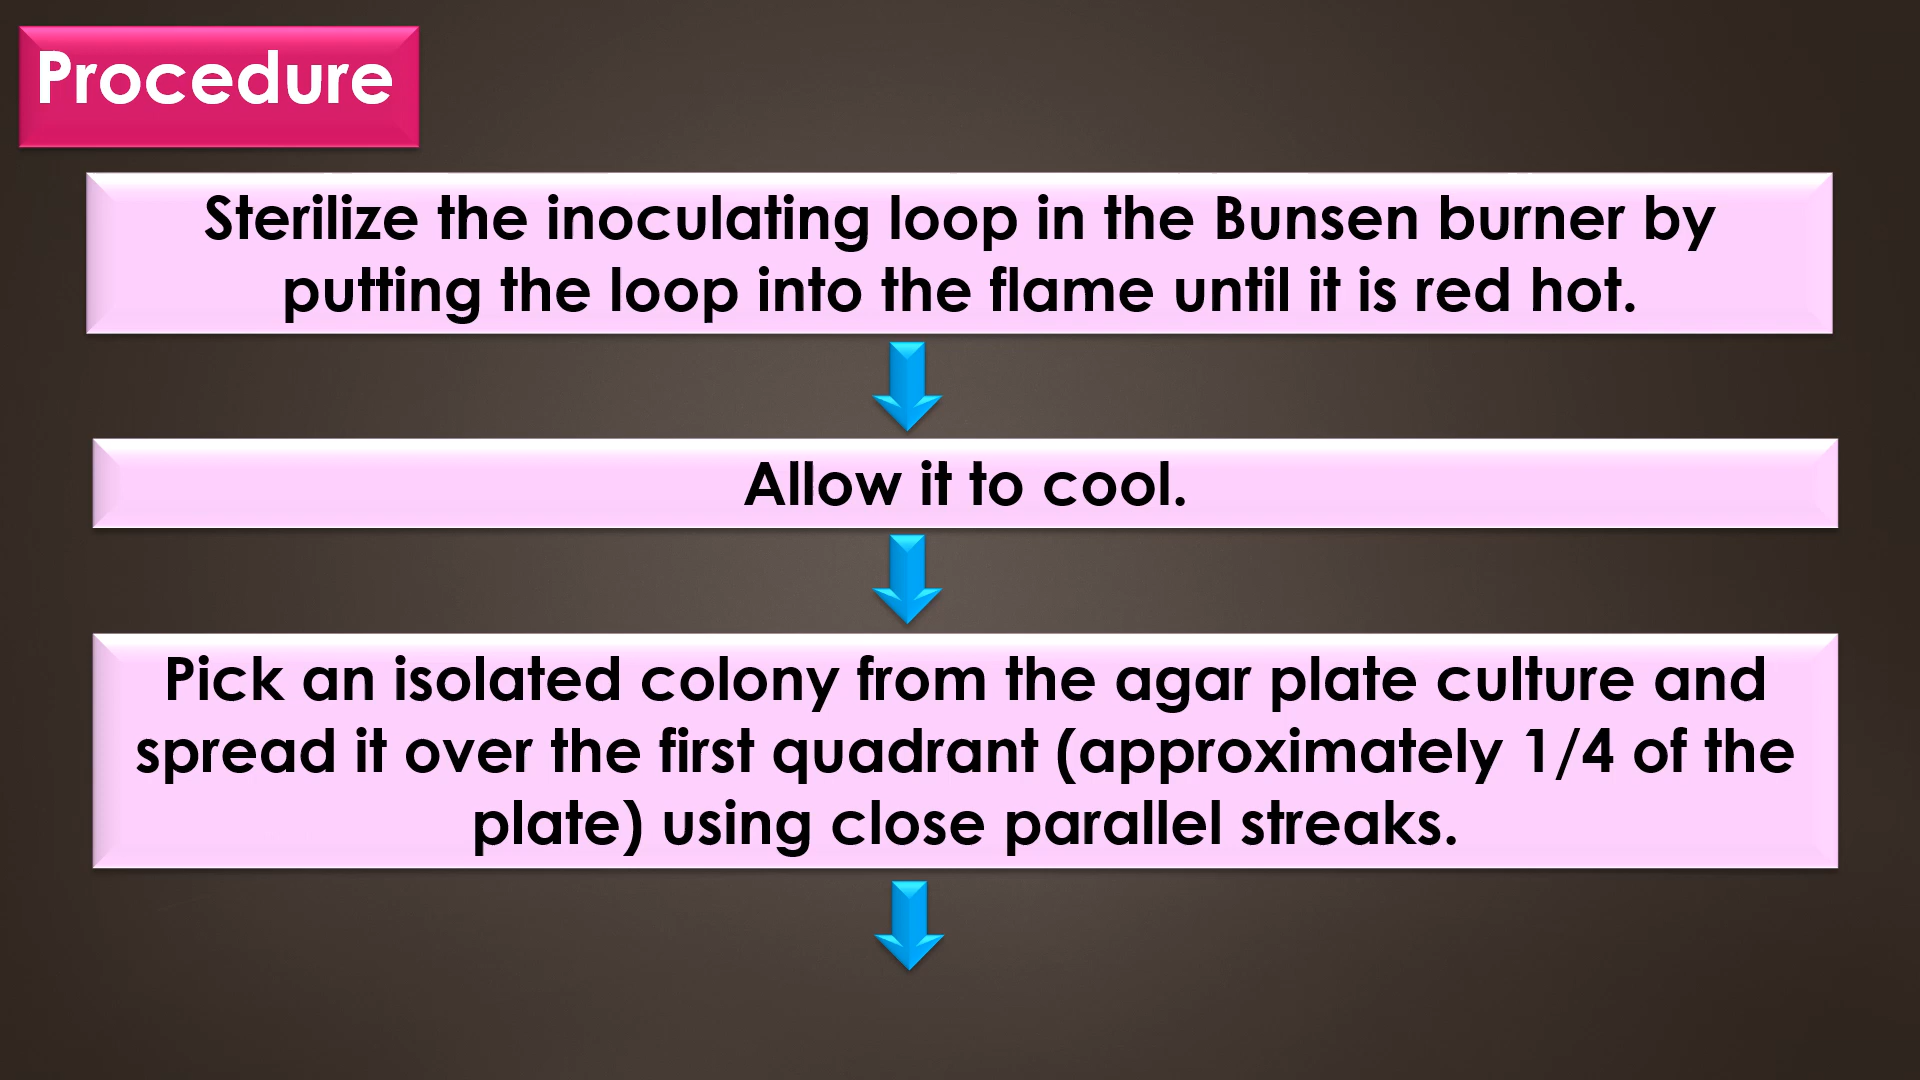 Procedure
Sterilize the inoculating loop in the Bunsen burner by
putting the loop into the flame until it is red hot.
Allow it to cool.
Pick an isolated colony from the agar plate culture and
spread it over the first quadrant (approximately 1/4 of the
plate) using close parallel streaks.